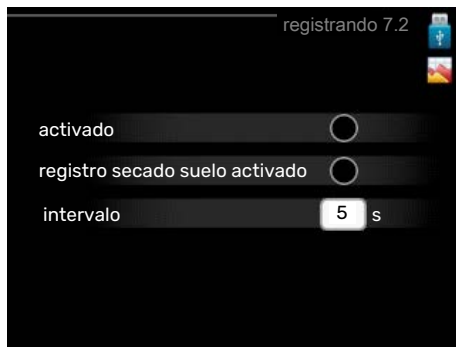 registrando 7.2
activado
registro secado suelo activado
intervalo 5 s